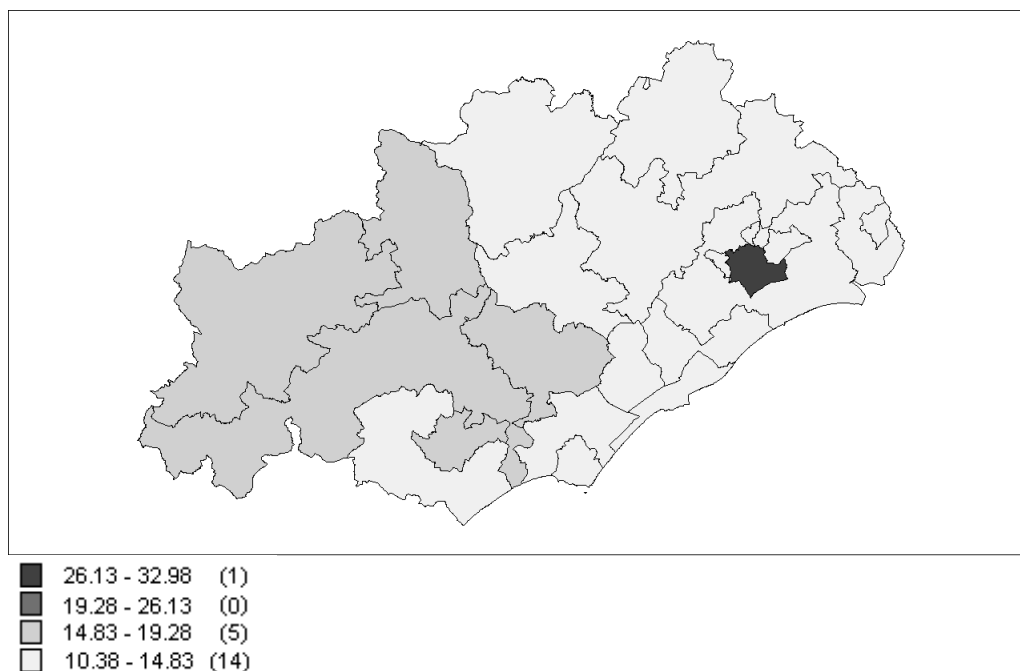 26.13 - 32.98 (1)
19.28 - 26.13 (0)
14.83 - 19.28 (5)
10.38 - 14.83 (14)